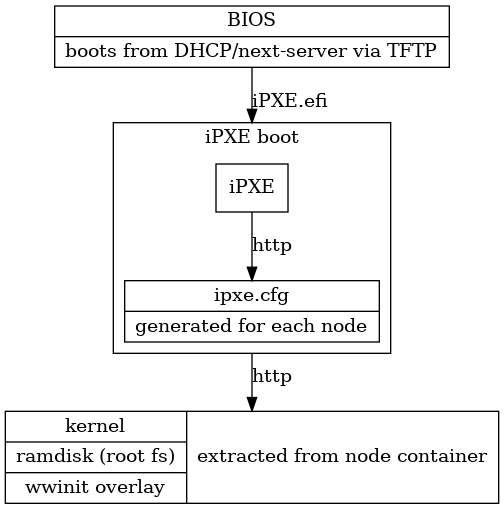 BIOS
boots from DHCP/next-server via TFTP
iPXE.efi
iPXE boot
iPXE
http
ipxe.cfg
generated for each node
http
kernel
ramdisk (root fs)
wwinit overlay
extracted from node container